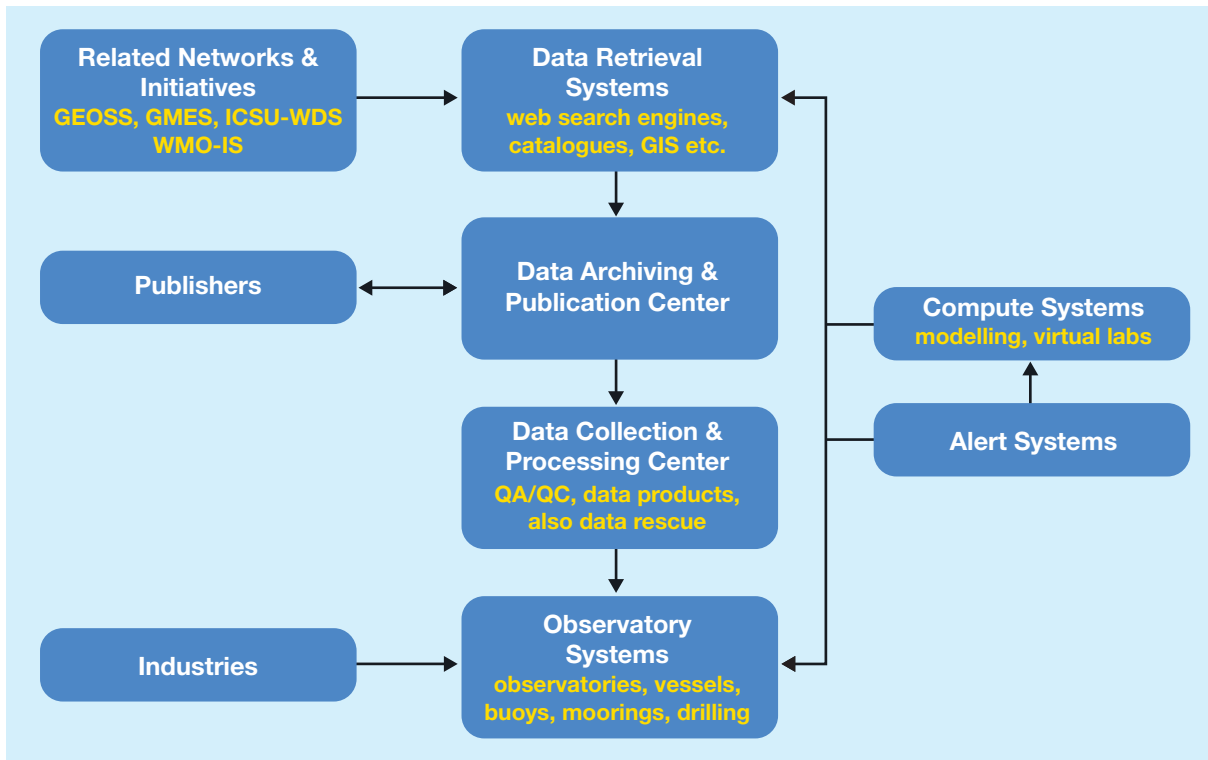 Related Networks &
Initiatives
GEOSS, GMES, ICSU-WDS
WMO-IS
Data Retrieval
Systems
web search engines,
catalogues, GIS etc.
Publishers
Data Archiving &
Publication Center
Compute Systems
modelling, virtual labs
Alert Systems
Data Collection &
Processing Center
QA/QC, data products,
also data rescue
Industries
Observatory
Systems
observatories, vessels,
buoys, moorings, drilling